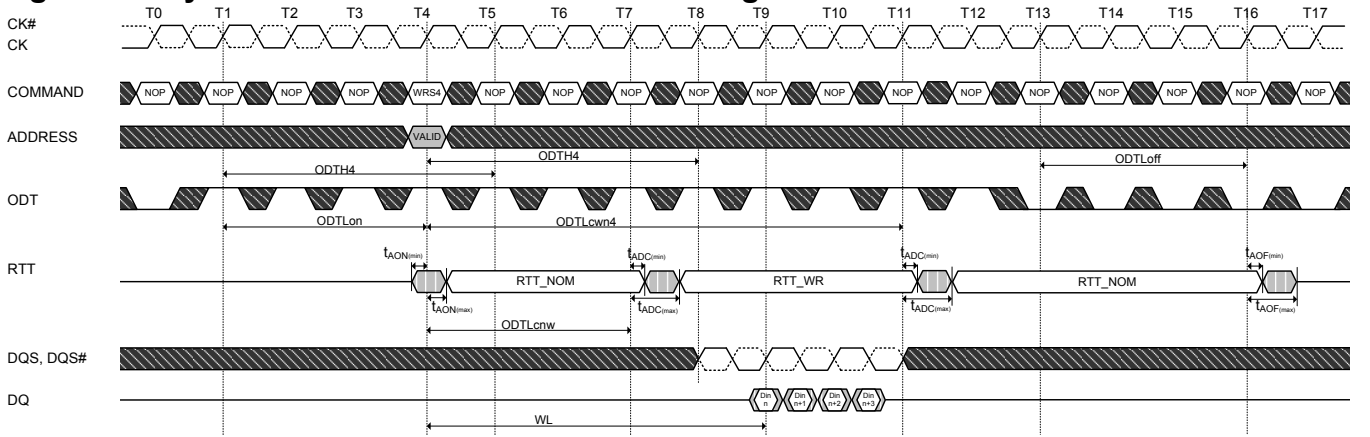 T0 T1 T2 T3 T4 T5 T6 T7 T8 T9 T10 T11 T12 T13 T14 T15 T16 T17
CK#
CK
COMMAND NOP NOP NOP NOP WRS4 NOP NOP NOP NOP NOP NOP NOP NOP NOP NOP NOP NOP NOP
ADDRESS VALID
ODTH4 ODTLoff
ODTH4
ODT
ODTLon ODTLcwn4
tAON(min) tADC(min) tADC(min) tAOF(min)
RTT RTT_NOM RTT_WR RTT_NOM
tAON(max) tADC(max) tADC(max) tAOF(max)
ODTLcnw
DQS, DQS#
DQ Din n Din n+1 Din n+2 Din n+3
WL